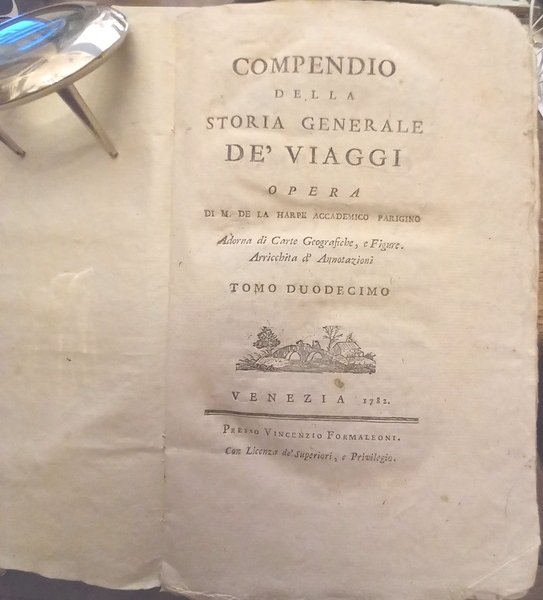 COMPENDIO
DELLA
STORIA GENERALE
DE' VIAGGI
OPERA
DI M. DE LA HARPE ACCADEMICO PARIGINO
Adorna di Carte Geografiche, e Figure.
Arricchita d' Annotazioni
TOMO DUODECIMO
VENEZIA 1782.
PRESSO VINCENZIO FORMALEONI.
Con Licenza de' Superiori, e Privilegio.